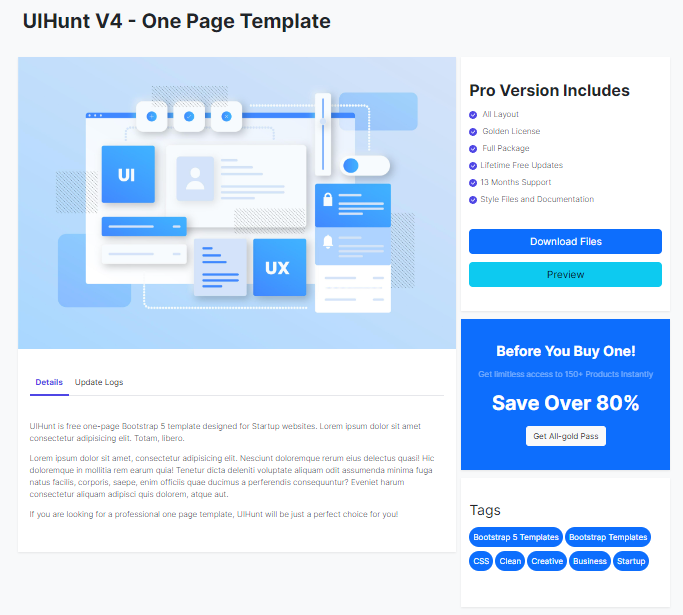 UIHunt V4 - One Page Template
UI
UX
Details
Update Logs
UIHunt is free one-page Bootstrap 5 template designed for Startup websites. Lorem ipsum dolor sit amet
consectetur adipisicing elit. Totam, libero.
Lorem ipsum dolor sit amet, consectetur adipisicing elit. Nesciunt doloremque rerum eius delectus quasi! Hic
doloremque in mollitia rem earum quia! Tenetur dicta deleniti voluptate aliquam odit assumenda minima fuga
natus facilis, corporis, saepe, enim officiis quae ducimus a perferendis consequuntur? Eveniet harum
consectetur aliquam adipisci quis dolorem, atque aut.
If you are looking for a professional one page template, UIHunt will be just a perfect choice for you!
Pro Version Includes
All Layout
Golden License
Full Package
Lifetime Free Updates
13 Months Support
Style Files and Documentation
Download Files
Preview
Before You Buy One!
Get limitless access to 150+ Products Instantly
Save Over 80%
Get All-gold Pass
Tags
Bootstrap 5 Templates Bootstrap Templates
CSS Clean Creative Business Startup